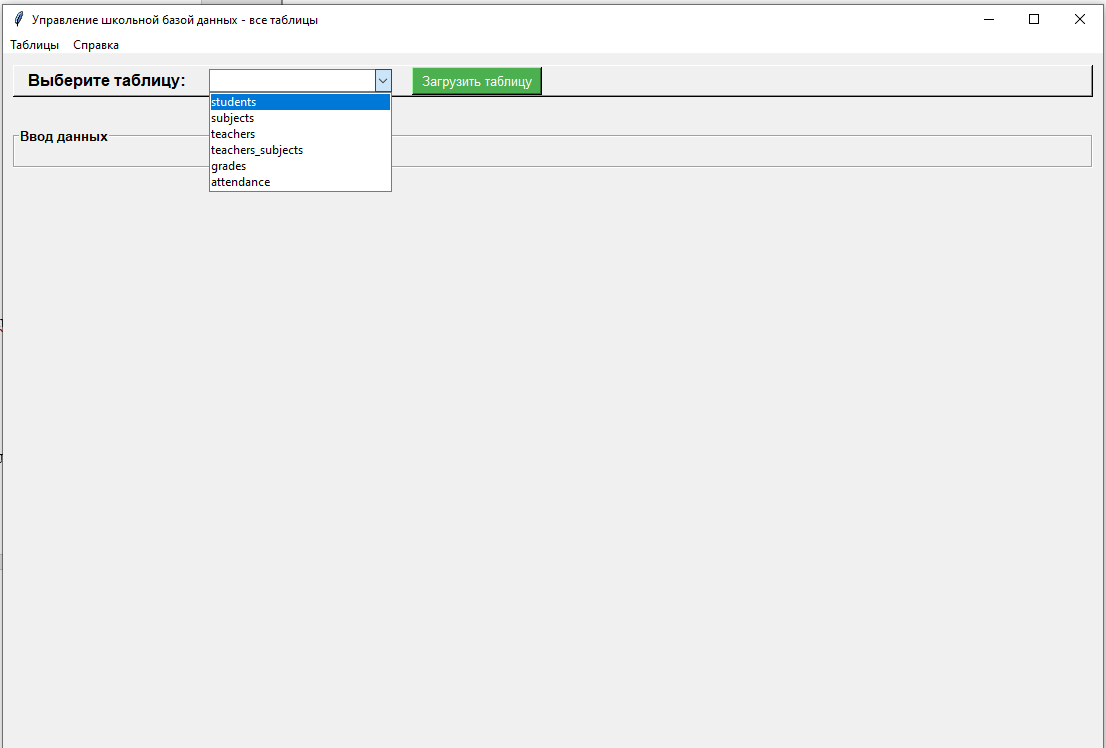 Управление школьной базой данных - все таблицы
Таблицы Справка
Выберите таблицу: Загрузить таблицу
students
subjects
Ввод данных
teachers
teachers_subjects
grades
attendance